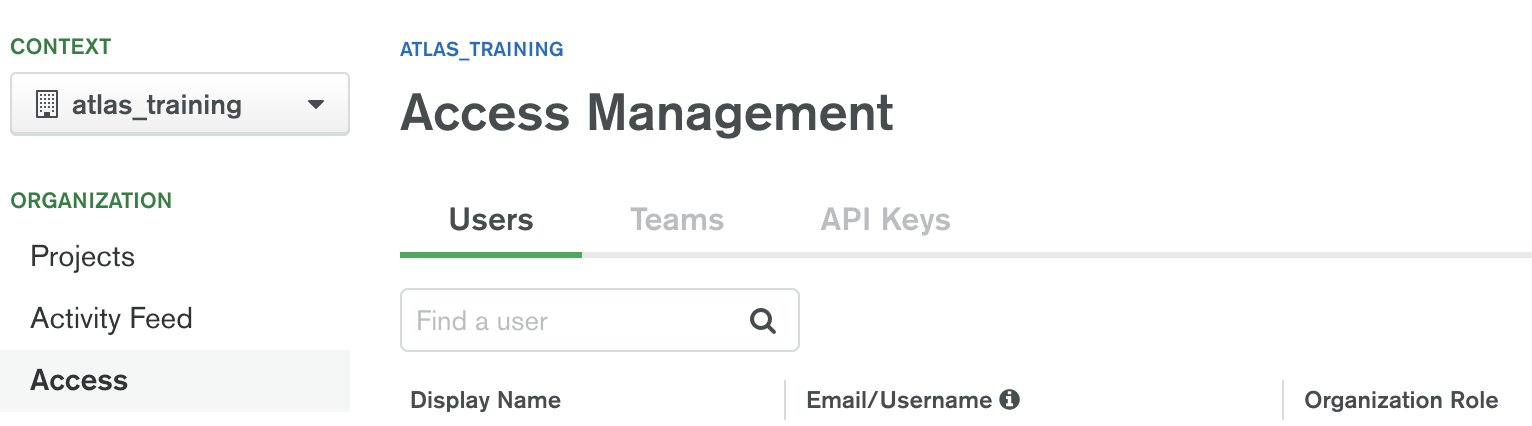 CONTEXT
atlas_training
ORGANIZATION
Projects
Activity Feed
Access
ATLAS_TRAINING
Access Management
Users Teams API Keys
Find a user
Display Name Email/Username Organization Role